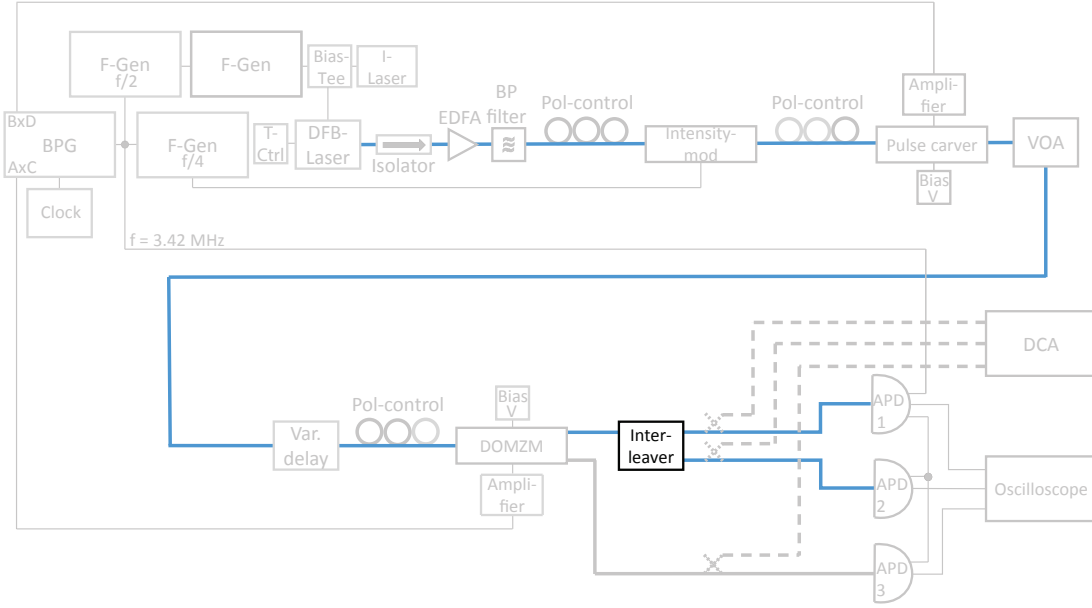 F-Gen
f/2
F-Gen
Bias-
Tee
I-
Laser
BxD
BPG
AxC
F-Gen
f/4
T-
Ctrl
DFB-
Laser
Isolator
EDFA
BP
filter
Pol-control
Intensity-
mod
Pol-control
Ampli-
fier
Pulse carver
Bias
V
VOA
Clock
f = 3.42 MHz
DCA
Var.
delay
Pol-control
Bias
V
DOMZM
Ampli-
fier
Inter-
leaver
APD
1
APD
2
APD
3
Oscilloscope